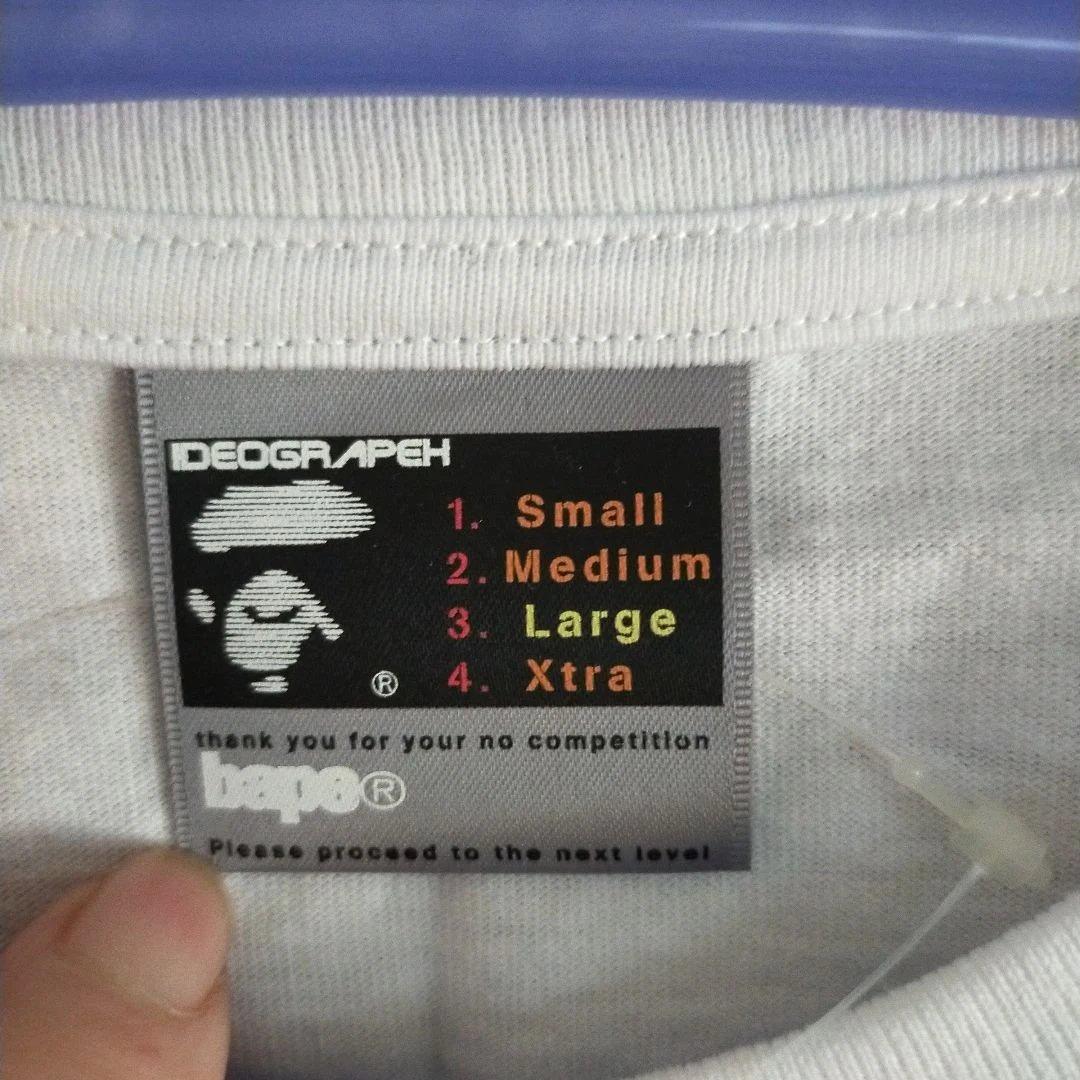 IDEOGRAPEH
1. Small
2. Medium
3. Large
4. Xtra
®
thank you for your no competition
bape®
Please proceed to the next level